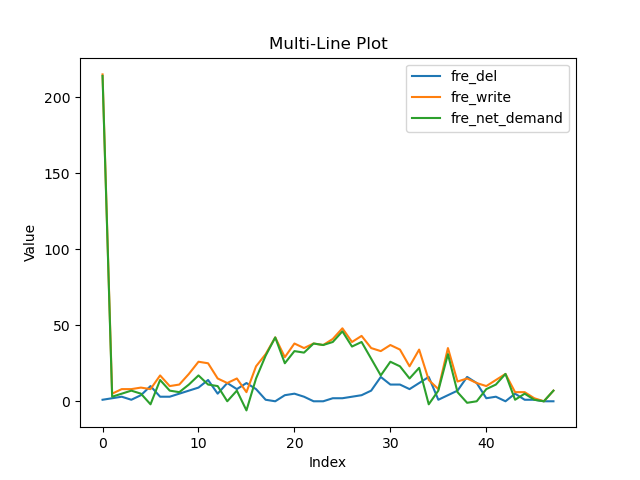 Multi-Line Plot
fre_del
fre_write
fre_net_demand
Value
200
150
100
50
0
0
10
20
30
40
Index